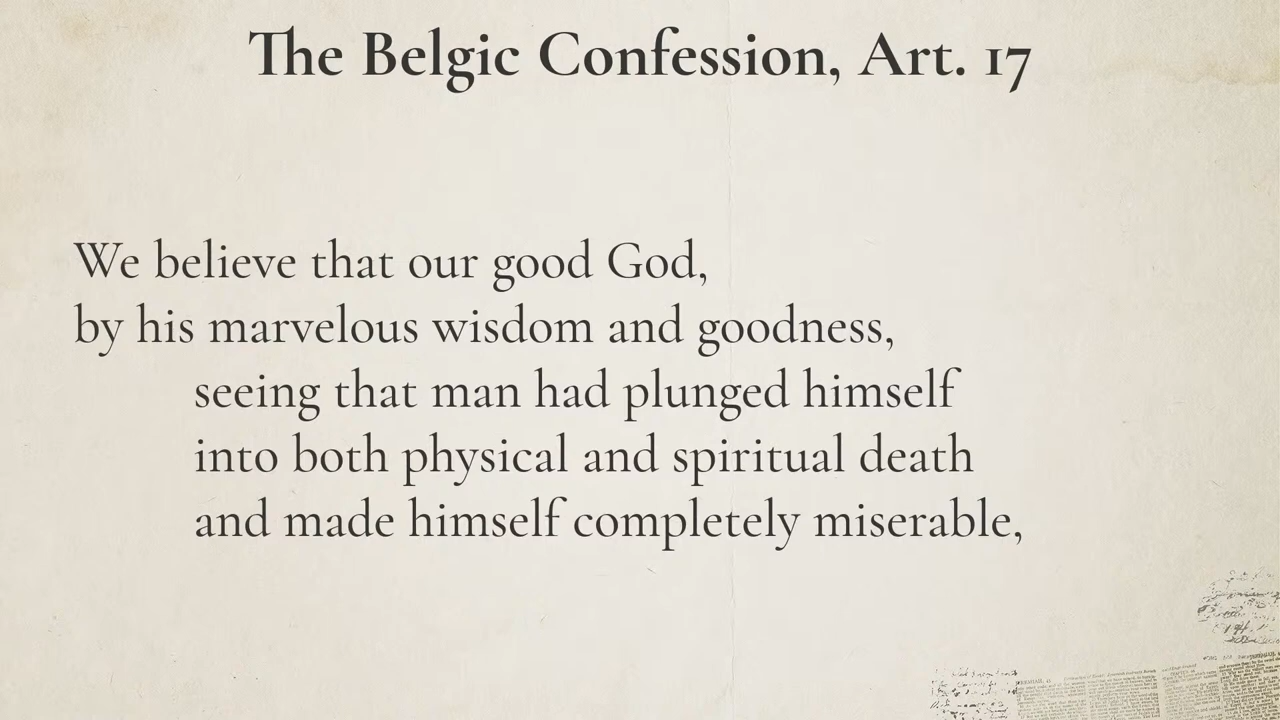 The Belgic Confession, Art. 17
We believe that our good God,
by his marvelous wisdom and goodness,
seeing that man had plunged himself
into both physical and spiritual death
and made himself completely miserable,